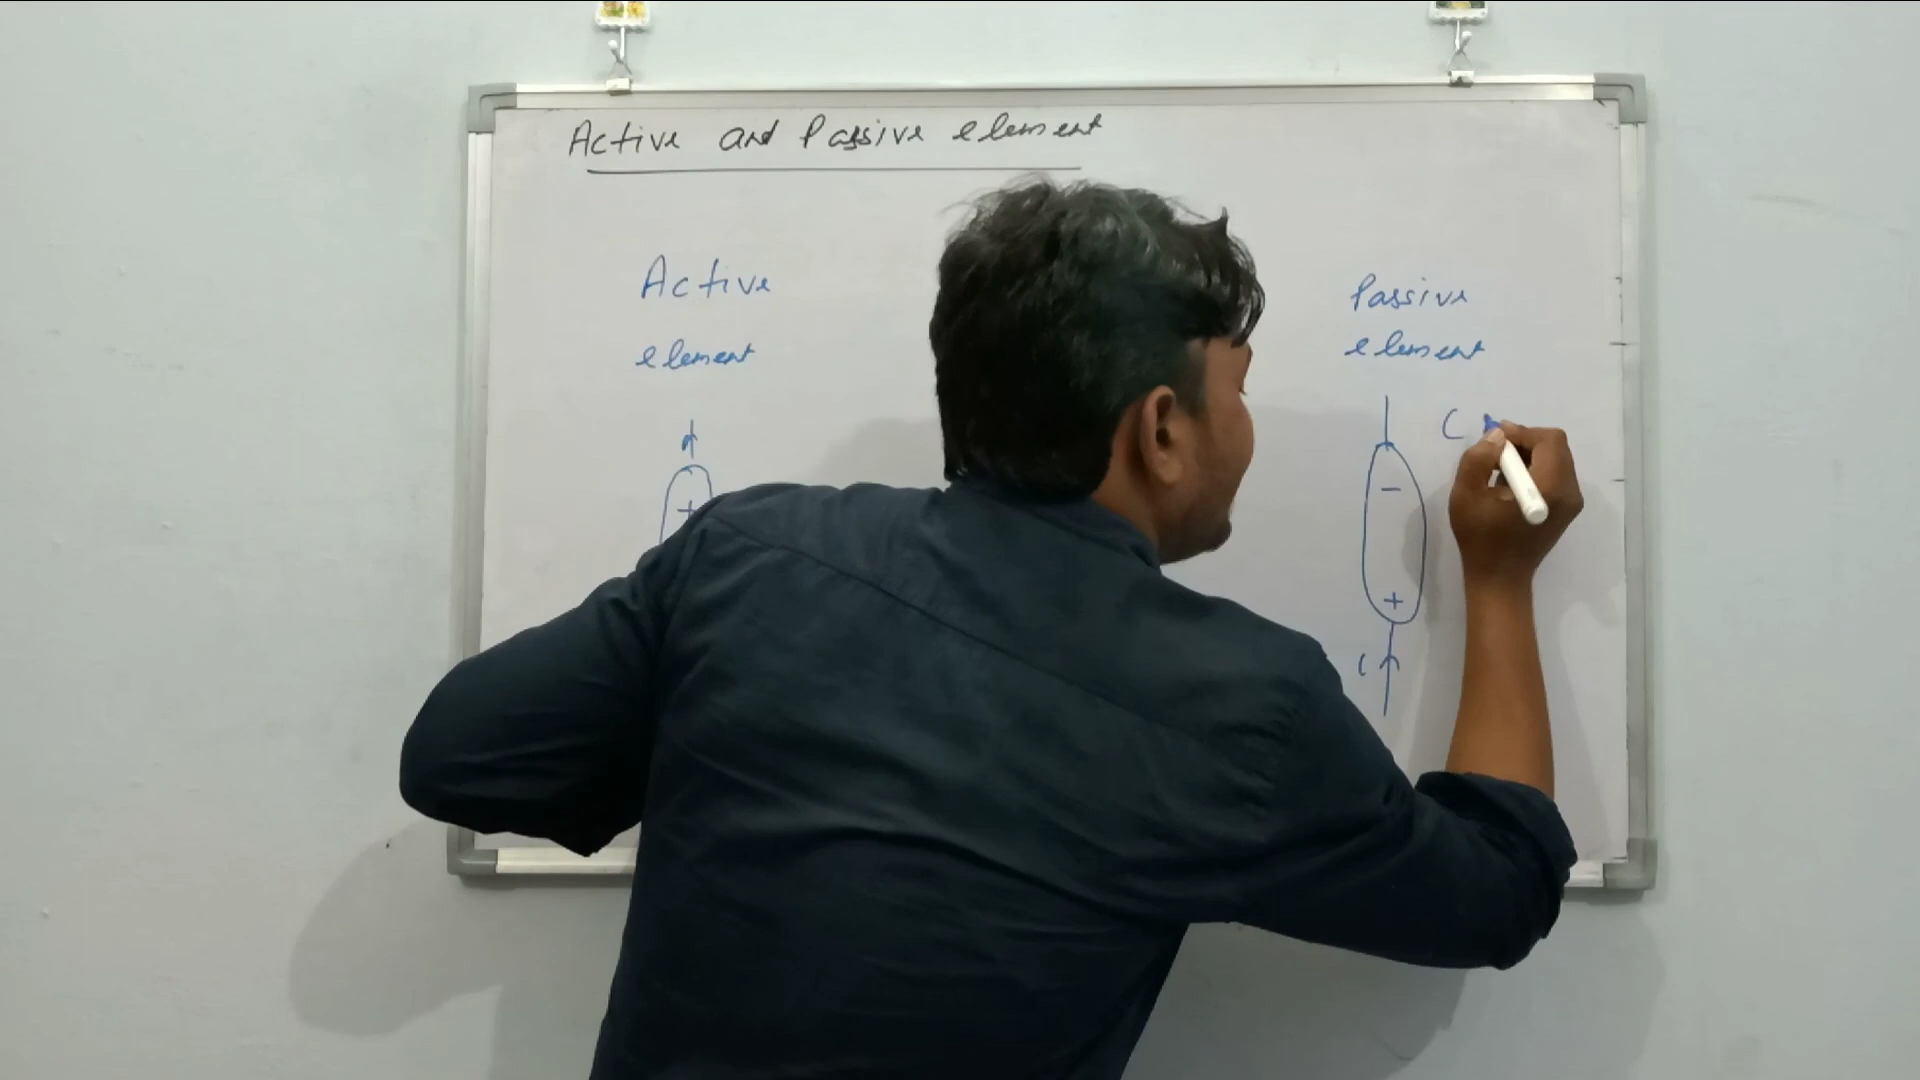 Active and Passive element
Active
element
Passive
element
+
C
-
+
i